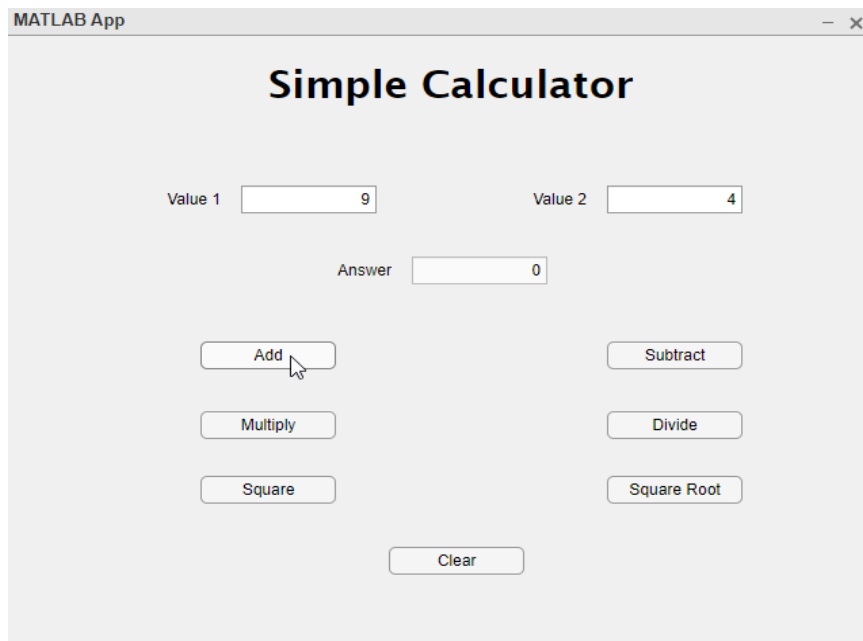 MATLAB App
Simple Calculator
Value 1 9 Value 2 4
Answer 0
Add Subtract
Multiply Divide
Square Square Root
Clear